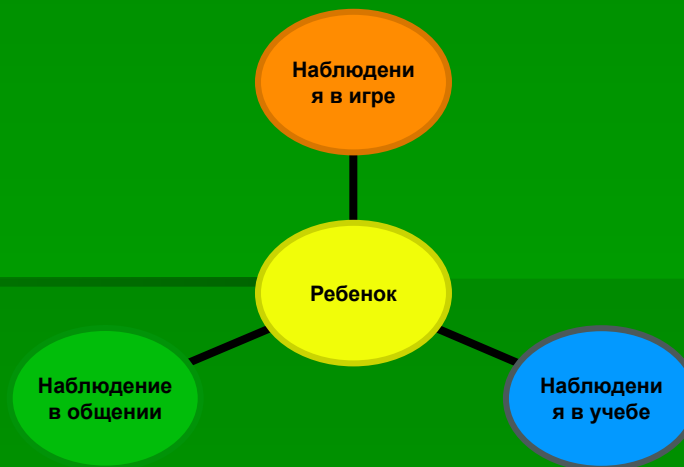 Наблюдени
я в игре
Ребенок
Наблюдение
в общении
Наблюдени
я в учебе